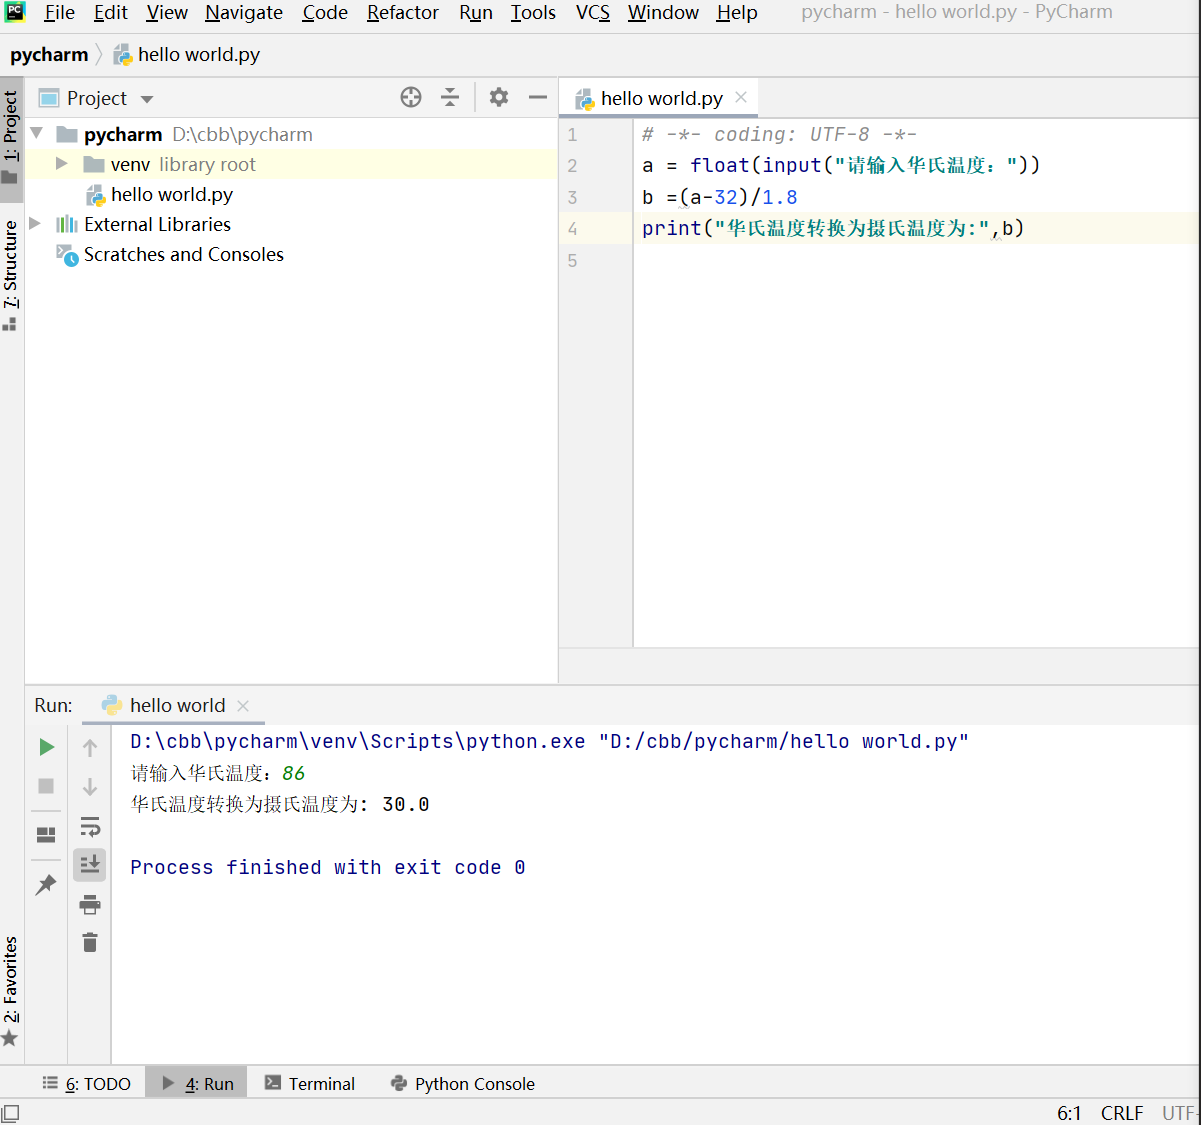 PC File Edit View Navigate Code Refactor Run Tools VCS Window Help pycharm - hello world.py - PyCharm
pycharm hello world.py
Project
hello world.py
1: Project
7: Structure
2: Favorites
pycharm D:\cbb\pycharm
venv library root
hello world.py
External Libraries
Scratches and Consoles
1 # -*- coding: UTF-8 -*-
2 a = float(input("请输入华氏温度："))
3 b =(a-32)/1.8
4 print("华氏温度转换为摄氏温度为:",b)
5
Run: hello world
D:\cbb\pycharm\venv\Scripts\python.exe "D:/cbb/pycharm/hello world.py"
请输入华氏温度：86
华氏温度转换为摄氏温度为: 30.0
Process finished with exit code 0
6: TODO 4: Run Terminal Python Console
6:1 CRLF UTF-